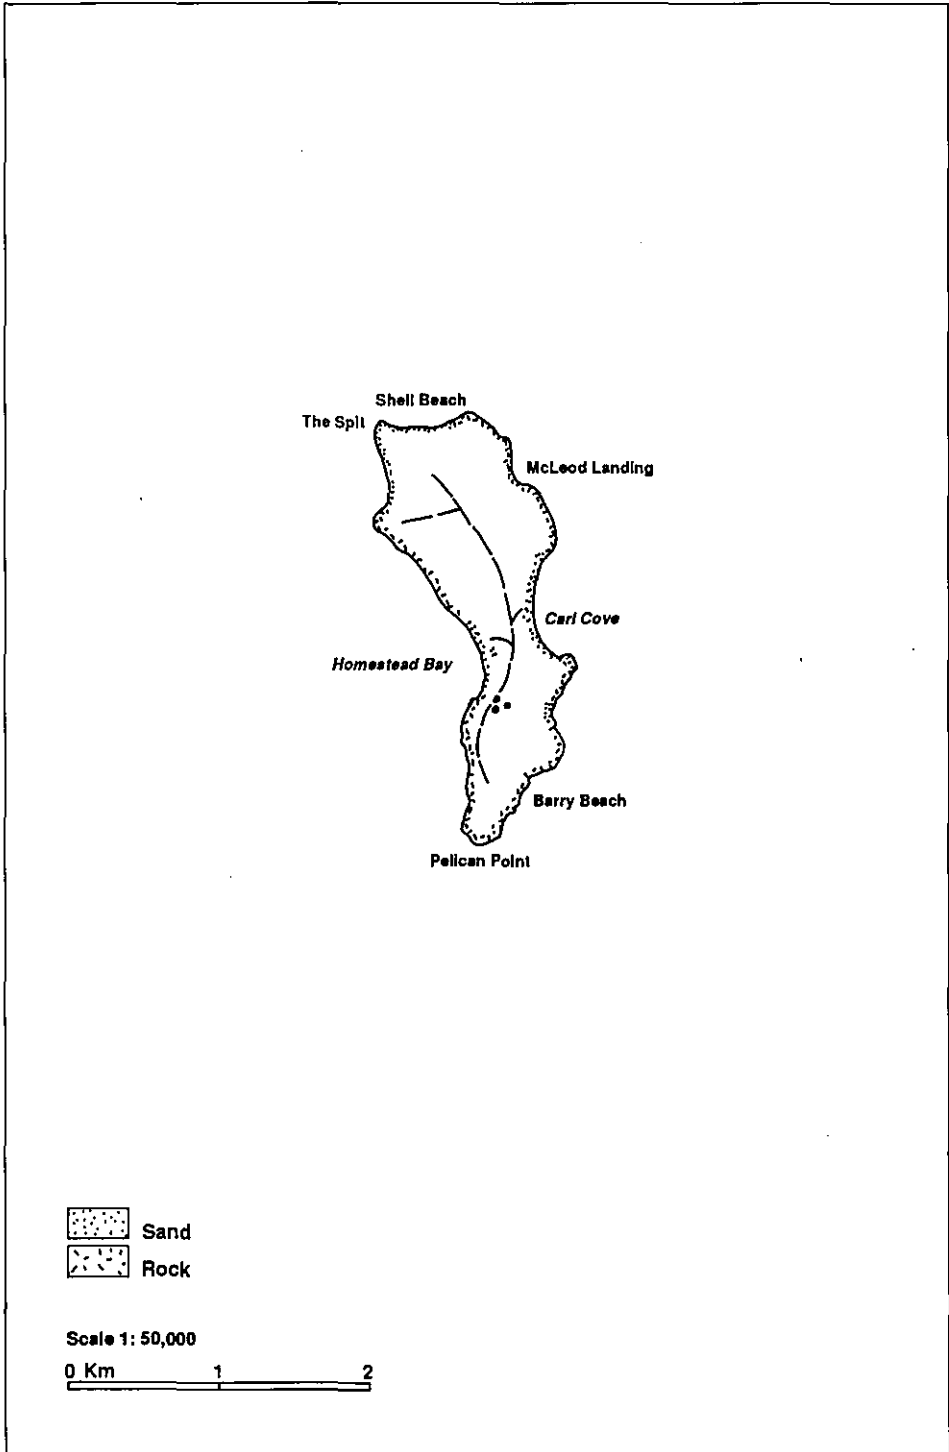 Shell Beach
The Spit
McLeod Landing
Carl Cove
Homestead Bay
Barry Beach
Pelican Point
Sand
Rock
Scale 1: 50,000
0 Km 1 2